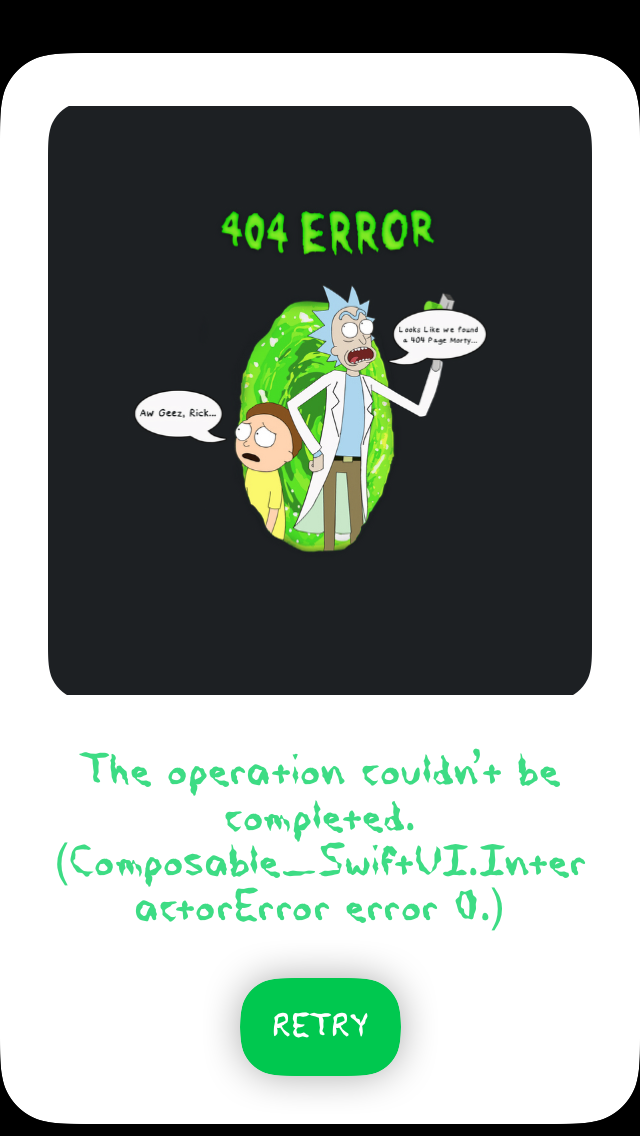 404 ERROR
Looks Like we found
a 404 Page Morty...
Aw Geez, Rick...
The operation couldn't be
completed.
(Composable_SwiftUI.Inter
actorError error 0.)
RETRY